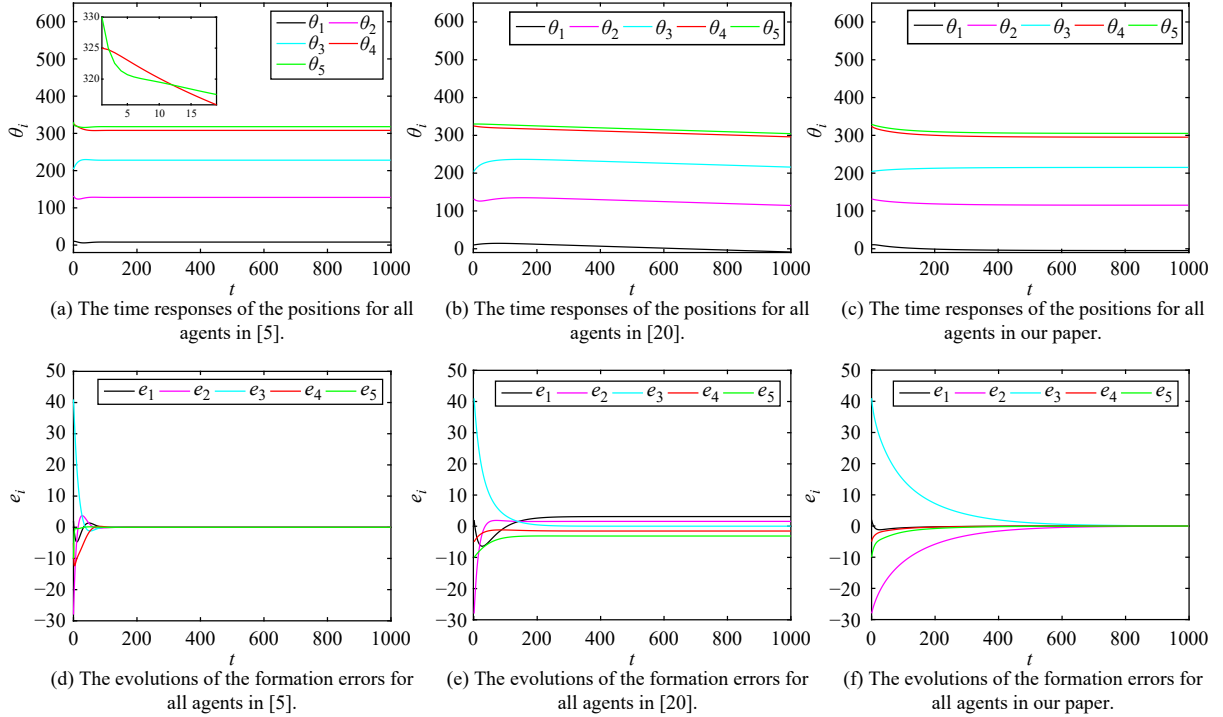 600
500
400
300
200
100
0
θi
330
325
320
5 10 15
θ1 θ2
θ3 θ4
θ5
0 200 400 600 800 1000
t
(a) The time responses of the positions for all
agents in [5].
600
500
400
300
200
100
0
θi
θ1 θ2 θ3 θ4 θ5
0 200 400 600 800 1000
t
(b) The time responses of the positions for all
agents in [20].
600
500
400
300
200
100
0
θi
θ1 θ2 θ3 θ4 θ5
0 200 400 600 800 1000
t
(c) The time responses of the positions for all
agents in our paper.
50
40
30
20
10
0
−10
−20
−30
ei
e1 e2 e3 e4 e5
0 200 400 600 800 1000
t
(d) The evolutions of the formation errors for
all agents in [5].
50
40
30
20
10
0
−10
−20
−30
ei
e1 e2 e3 e4 e5
0 200 400 600 800 1000
t
(e) The evolutions of the formation errors for
all agents in [20].
50
40
30
20
10
0
−10
−20
−30
ei
e1 e2 e3 e4 e5
0 200 400 600 800 1000
t
(f) The evolutions of the formation errors for
all agents in our paper.